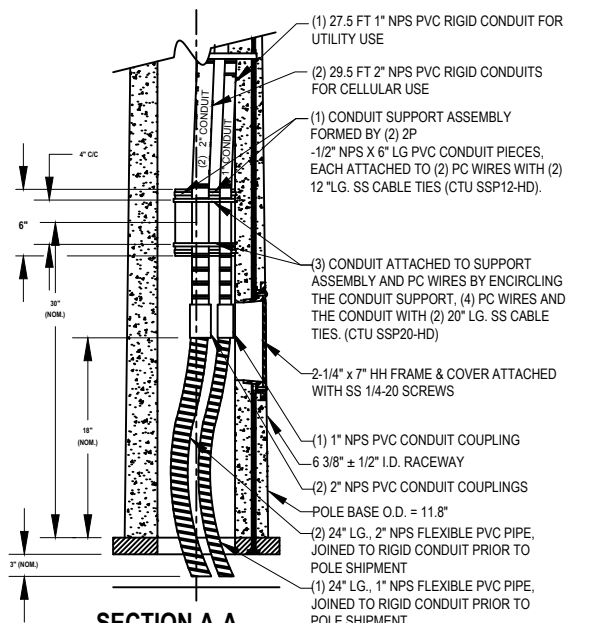 (1) 27.5 FT 1" NPS PVC RIGID CONDUIT FOR
UTILITY USE
(2) 29.5 FT 2" NPS PVC RIGID CONDUITS
FOR CELLULAR USE
(1) CONDUIT SUPPORT ASSEMBLY
FORMED BY (2) 2P
-1/2" NPS X 6" LG PVC CONDUIT PIECES,
EACH ATTACHED TO (2) PC WIRES WITH (2)
12 "LG. SS CABLE TIES (CTU SSP12-HD).
(2) 2" CONDUIT
1" CONDUIT
4" C/C
6"
30"
(NOM.)
18"
(NOM.)
3" (NOM.)
(3) CONDUIT ATTACHED TO SUPPORT
ASSEMBLY AND PC WIRES BY ENCIRLING
THE CONDUIT SUPPORT, (4) PC WIRES AND
THE CONDUIT WITH (2) 20" LG. SS CABLE
TIES. (CTU SSP20-HD)
2-1/4" x 7" HH FRAME & COVER ATTACHED
WITH SS 1/4-20 SCREWS
(1) 1" NPS PVC CONDUIT COUPLING
6 3/8" ± 1/2" I.D. RACEWAY
(2) 2" NPS PVC CONDUIT COUPLINGS
POLE BASE O.D. = 11.8"
(2) 24" LG., 2" NPS FLEXIBLE PVC PIPE,
JOINED TO RIGID CONDUIT PRIOR TO
POLE SHIPMENT
(1) 24" LG., 1" NPS FLEXIBLE PVC PIPE,
JOINED TO RIGID CONDUIT PRIOR TO
POLE SHIPMENT
SECTION A-A